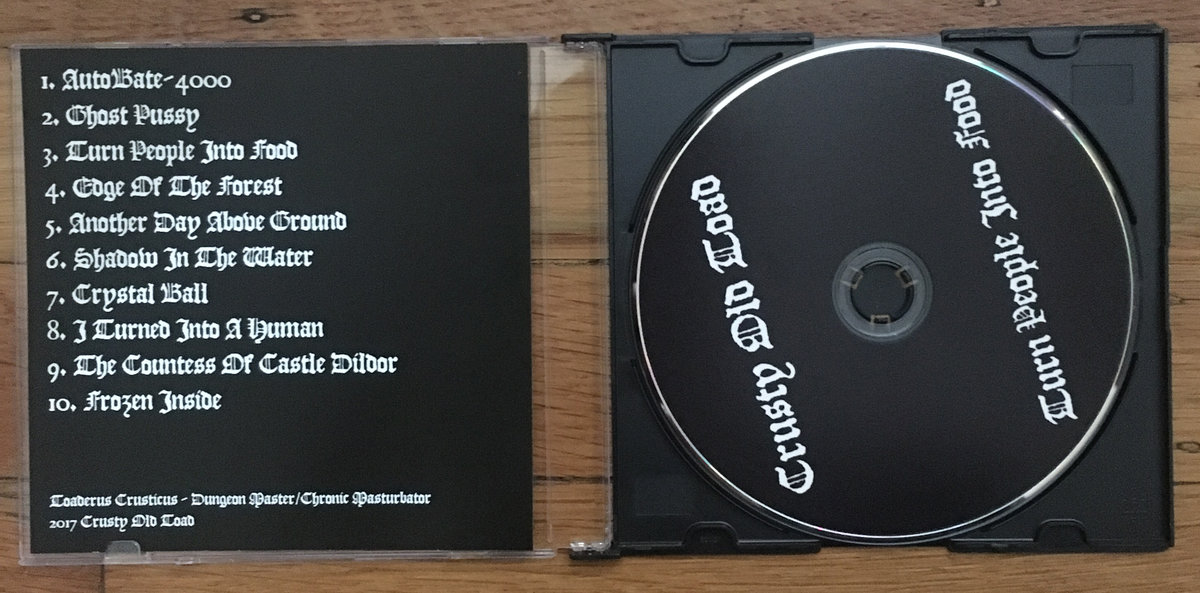 1. AutoBate-4000
2. Ghost Pussy
3. Turn People Into Food
4. Edge Of The Forest
5. Another Day Above Ground
6. Shadow In The Water
7. Crystal Ball
8. I Turned Into A Human
9. The Countess Of Castle Dildor
10. Frozen Inside
Toaderus Crusticus - Dungeon Master/Chronic Masturbator
2017 Crusty Old Toad
Crusty Old Toad
Turn People Into Food